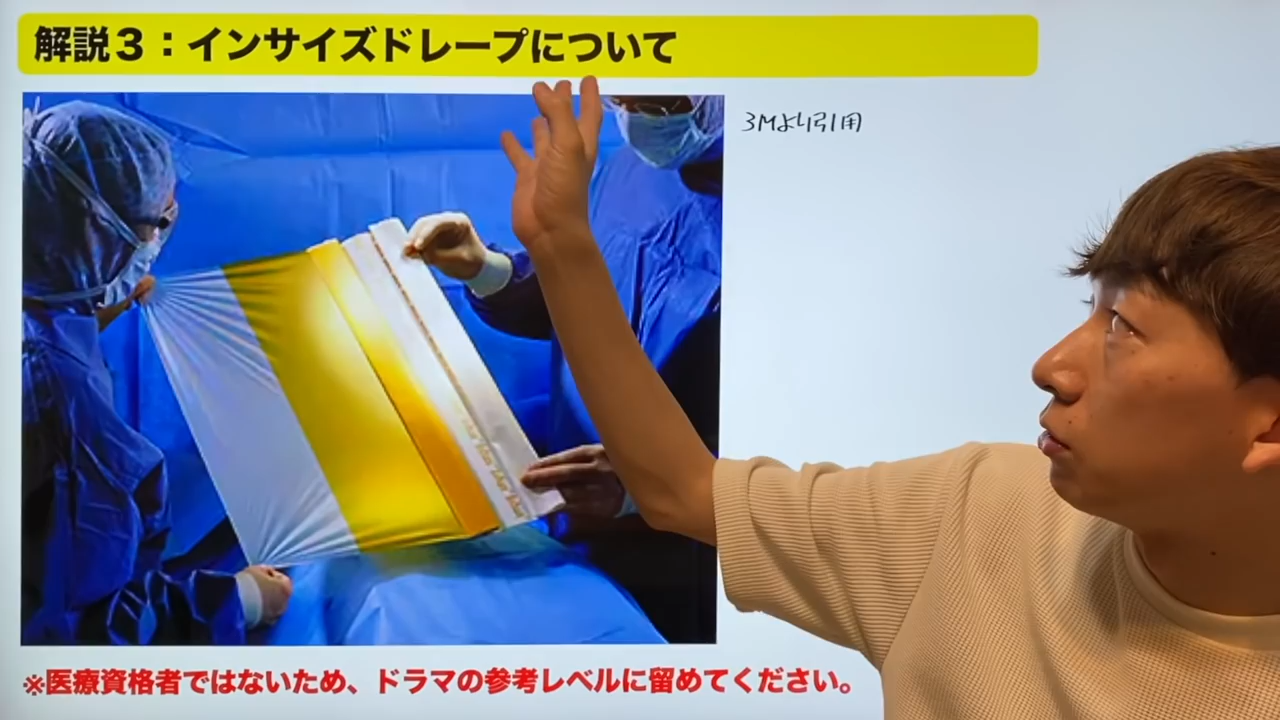 解説3:インサイズドレープについて
3Mより引用
※医療資格者ではないため、ドラマの参考レベルに留めてください。